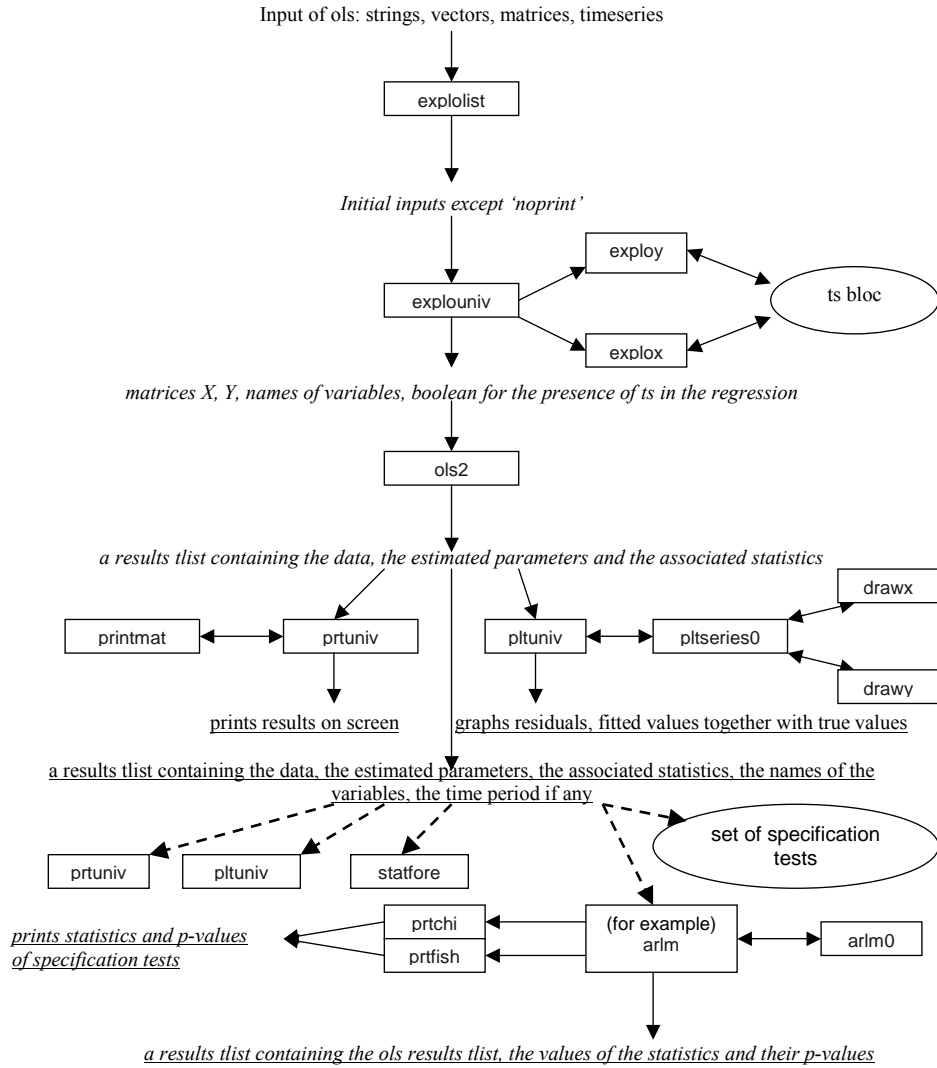 Input of ols: strings, vectors, matrices, timeseries
explolist
Initial inputs except ‘noprint’
exploy
explouniv
ts bloc
explox
matrices X, Y, names of variables, boolean for the presence of ts in the regression
ols2
a results tlist containing the data, the estimated parameters and the associated statistics
drawx
printmat
prtuniv
pltuniv
pltseries0
drawy
prints results on screen
graphs residuals, fitted values together with true values
a results tlist containing the data, the estimated parameters, the associated statistics, the names of the
variables, the time period if any
set of specification
tests
prtuniv
pltuniv
statfore
prints statistics and p-values
of specification tests
prtchi
prtfish
(for example)
arlm
arlm0
a results tlist containing the ols results tlist, the values of the statistics and their p-values